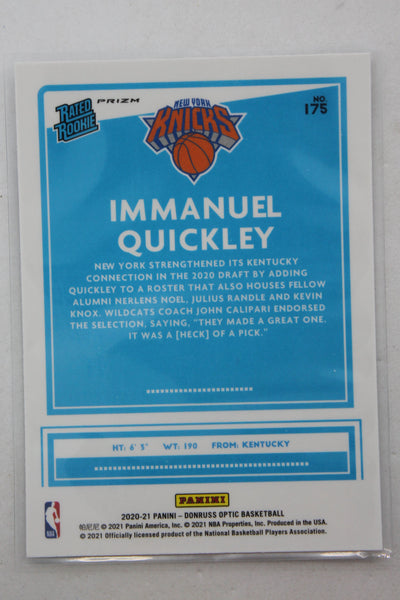 RATED
ROOKIE
PRIZM
NEW YORK
KNICKS
NO.
175
IMMANUEL
QUICKLEY
NEW YORK STRENGTHENED ITS KENTUCKY
CONNECTION IN THE 2020 DRAFT BY ADDING
QUICKLEY TO A ROSTER THAT ALSO HOUSES FELLOW
ALUMNI NERLENS NOEL, JULIUS RANDLE AND KEVIN
KNOX. WILDCATS COACH JOHN CALIPARI ENDORSED
THE SELECTION, SAYING, "THEY MADE A GREAT ONE.
IT WAS A [HECK] OF A PICK."
HT: 6' 3" WT: 190 FROM: KENTUCKY
PANINI
NBA
2020-21 PANINI – DONRUSS OPTIC BASKETBALL
帕尼尼 © 2021 Panini America, Inc. © 2021 NBA Properties, Inc. Produced in the USA.
© 2021 Officially licensed product of the National Basketball Players Association.